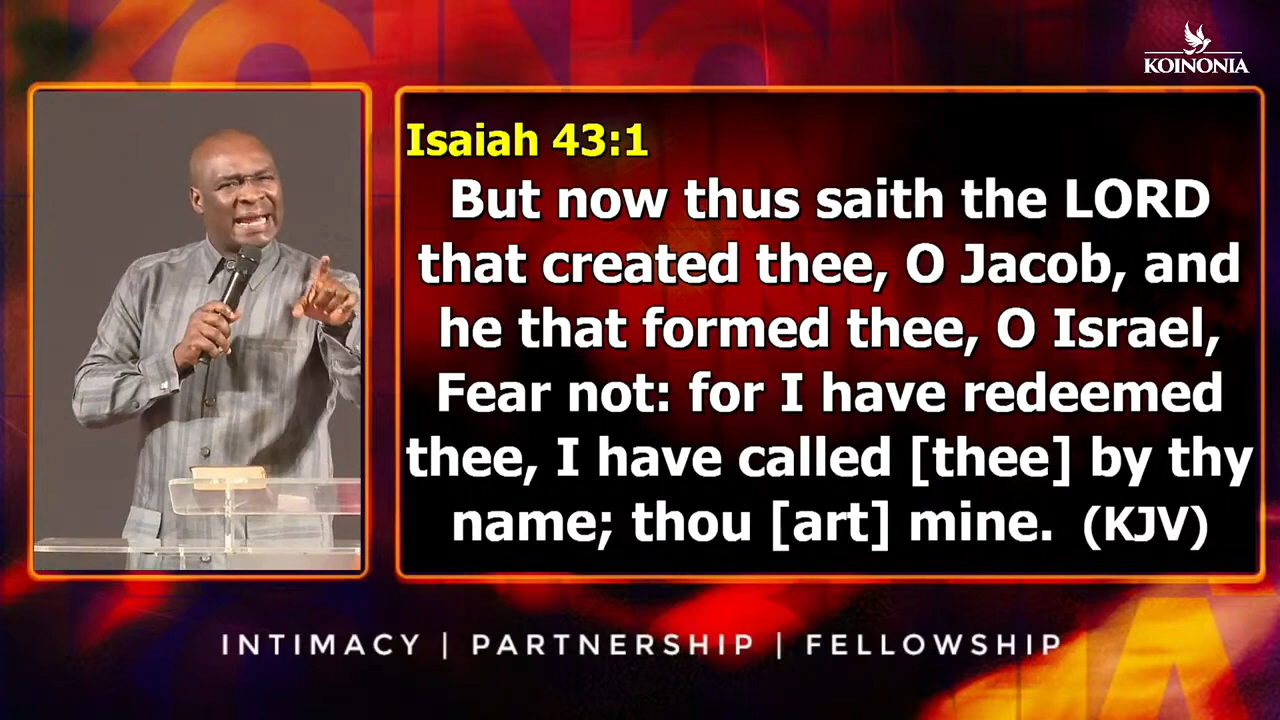 KOINONIA
Isaiah 43:1
But now thus saith the LORD
that created thee, O Jacob, and
he that formed thee, O Israel,
Fear not: for I have redeemed
thee, I have called [thee] by thy
name; thou [art] mine. (KJV)
INTIMACY | PARTNERSHIP | FELLOWSHIP